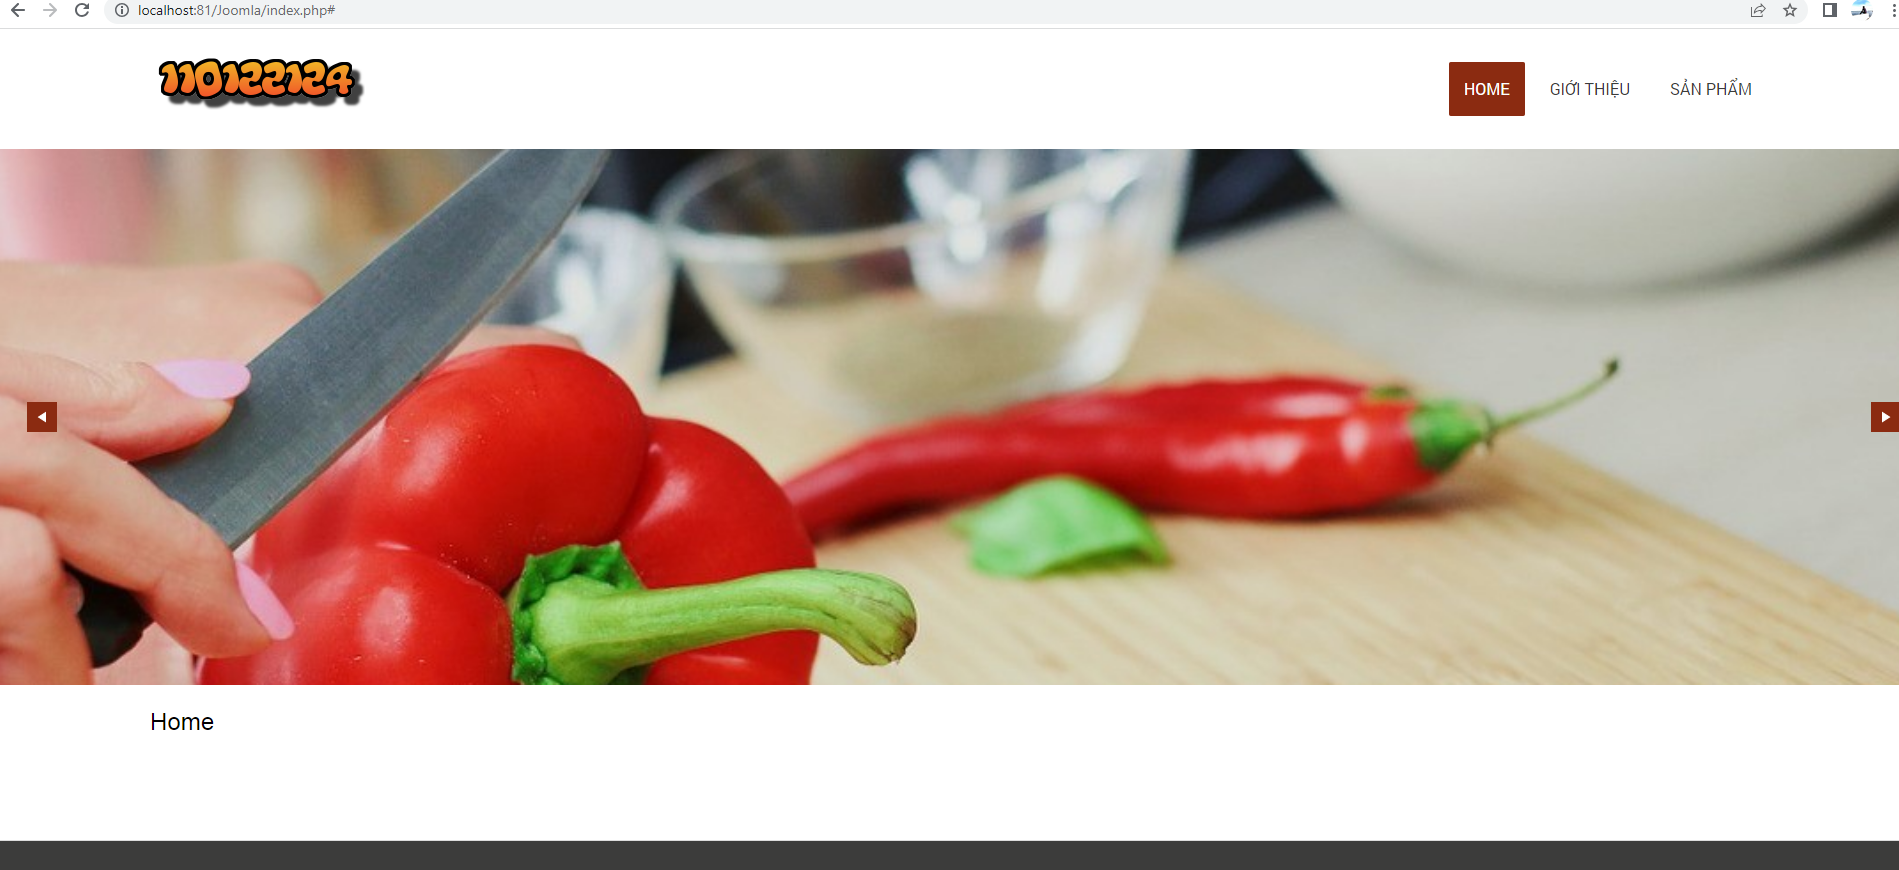 localhost:81/Joomla/index.php#
110122124
HOME GIỚI THIỆU SẢN PHẨM
Home